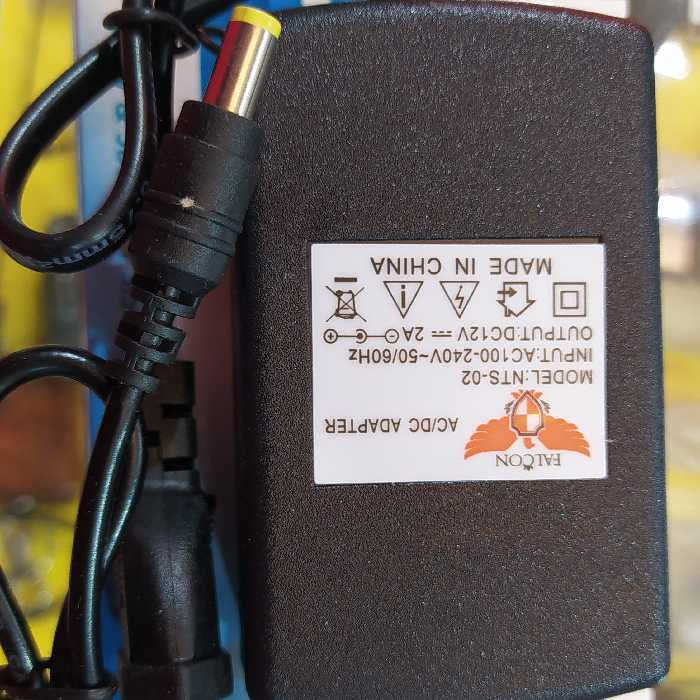 FALCON
AC/DC ADAPTER
MODEL:NTS-02
INPUT:AC100-240V~50/60Hz
OUTPUT:DC12V ⎓ 2A
MADE IN CHINA